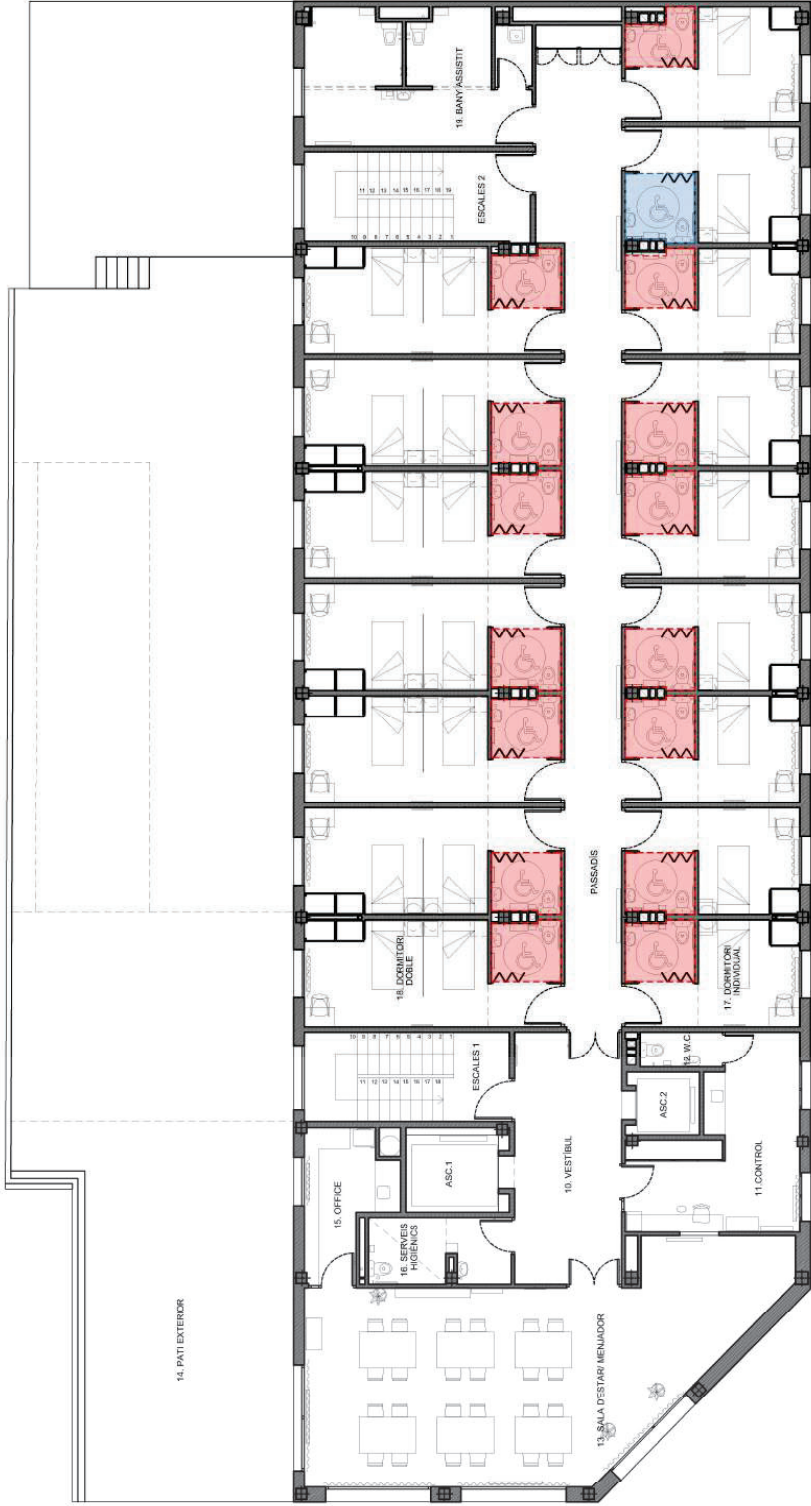 19. BANY ASSISTIT
ESCALES 2
11 12 13 14 15 16 17 18 19
10 9 8 7 6 5 4 3 2 1
PASSADÍS
18. DORMITORI
DOBLE
17. DORMITORI
INDIVIDUAL
ESCALES 1
10 9 8 7 6 5 4 3 2 1
11 12 13 14 15 16 17 18
12. W.C.
ASC.2
ASC.1
10. VESTÍBUL
11.CONTROL
15. OFFICE
16. SERVEIS
HIGIÈNICS
14. PATI EXTERIOR
13. SALA D'ESTAR/ MENJADOR